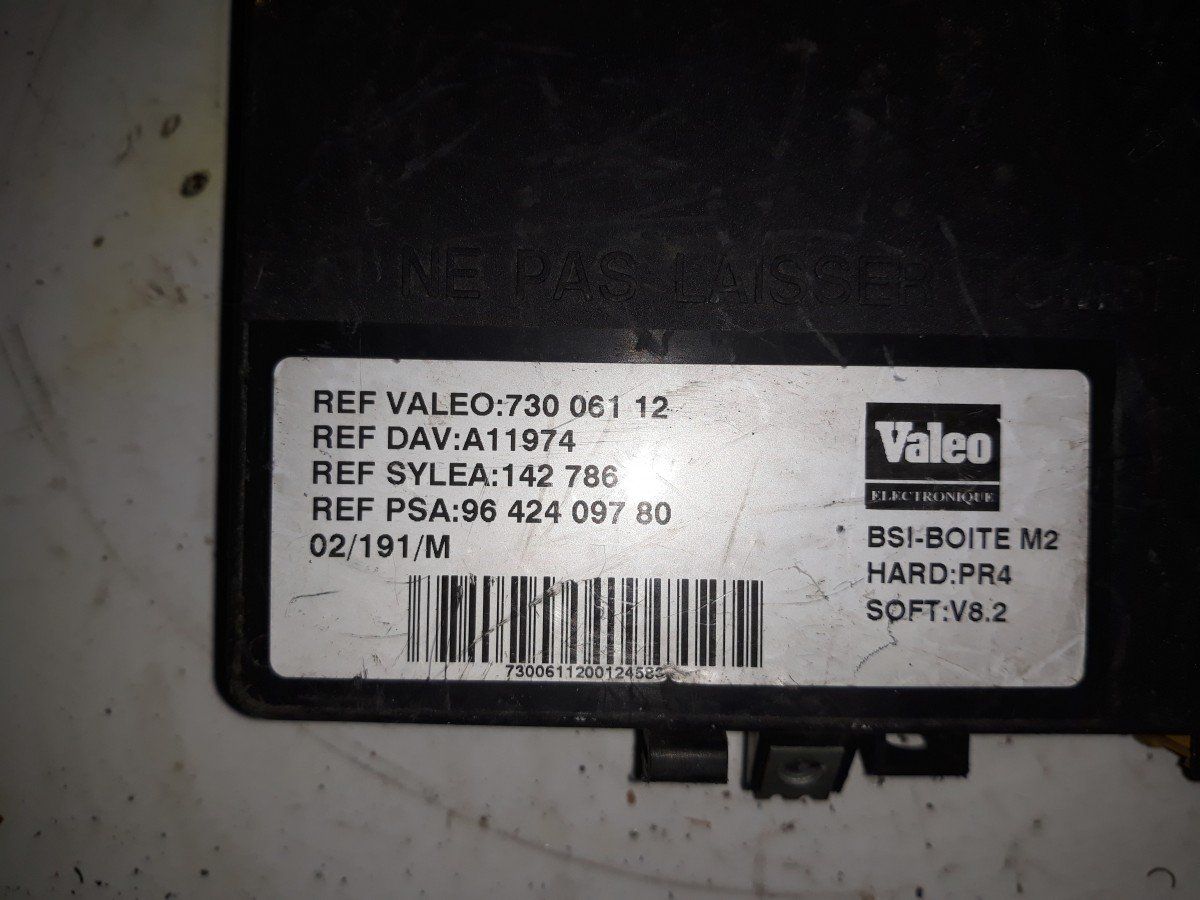 NE PAS LAISSER
REF VALEO:730 061 12
REF DAV:A11974
REF SYLEA:142 786
REF PSA:96 424 097 80
02/191/M
Valeo
ELECTRONIQUE
BSI-BOITE M2
HARD:PR4
SOFT:V8.2